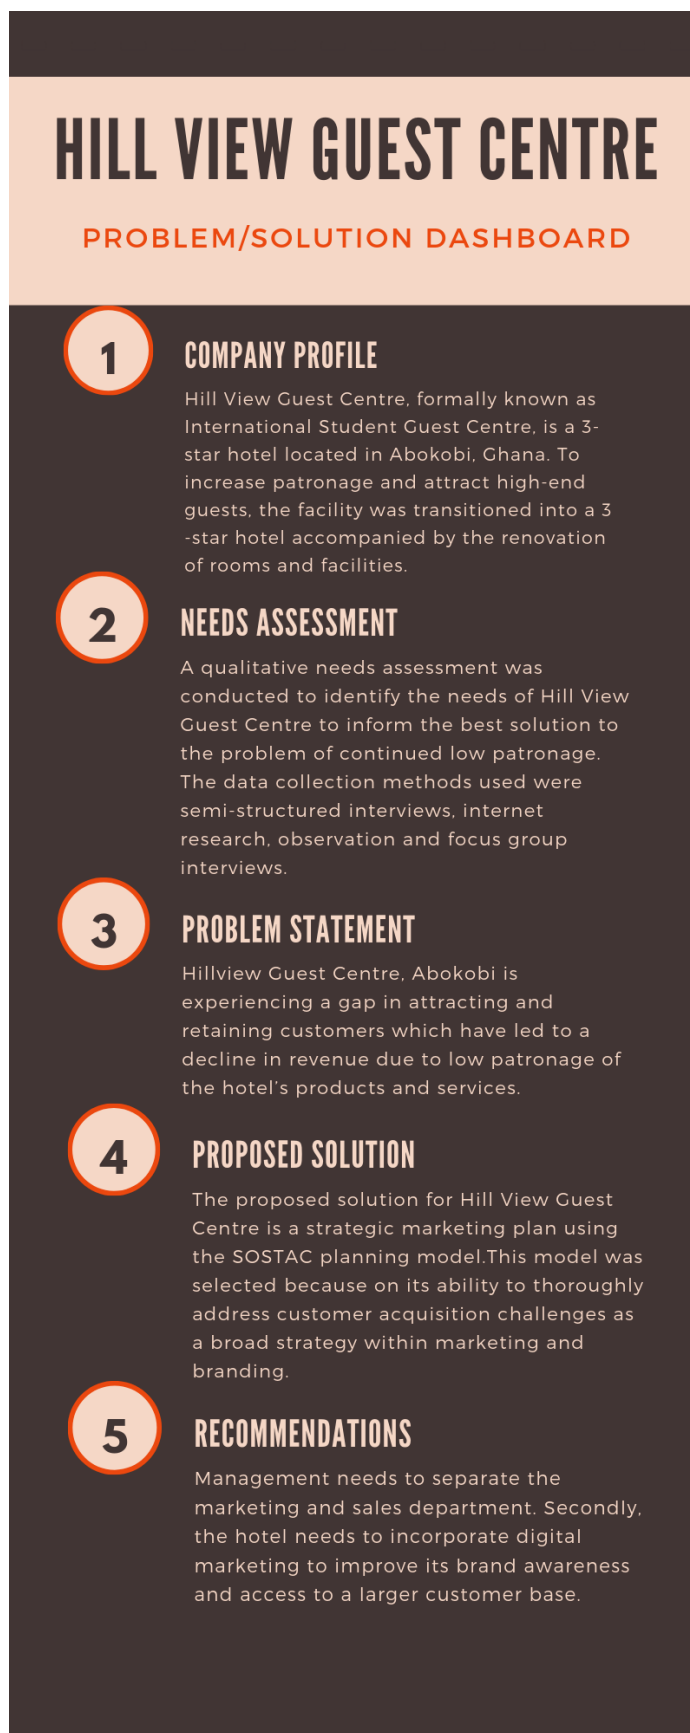 HILL VIEW GUEST CENTRE
PROBLEM/SOLUTION DASHBOARD
1
COMPANY PROFILE
Hill View Guest Centre, formally known as
International Student Guest Centre, is a 3-
star hotel located in Abokobi, Ghana. To
increase patronage and attract high-end
guests, the facility was transitioned into a 3
-star hotel accompanied by the renovation
of rooms and facilities.
2
NEEDS ASSESSMENT
A qualitative needs assessment was
conducted to identify the needs of Hill View
Guest Centre to inform the best solution to
the problem of continued low patronage.
The data collection methods used were
semi-structured interviews, internet
research, observation and focus group
interviews.
3
PROBLEM STATEMENT
Hillview Guest Centre, Abokobi is
experiencing a gap in attracting and
retaining customers which have led to a
decline in revenue due to low patronage of
the hotel's products and services.
4
PROPOSED SOLUTION
The proposed solution for Hill View Guest
Centre is a strategic marketing plan using
the SOSTAC planning model.This model was
selected because on its ability to thoroughly
address customer acquisition challenges as
a broad strategy within marketing and
branding.
5
RECOMMENDATIONS
Management needs to separate the
marketing and sales department. Secondly,
the hotel needs to incorporate digital
marketing to improve its brand awareness
and access to a larger customer base.